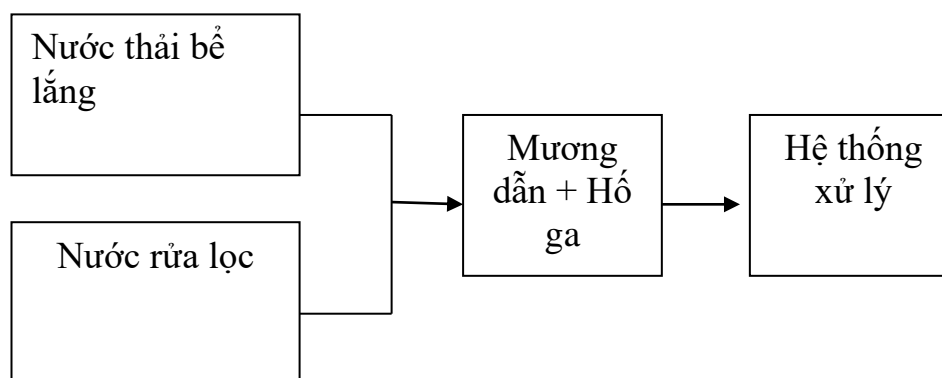 Nước thải bể
lắng
Nước rửa lọc
Mương
dẫn + Hố
ga
Hệ thống
xử lý